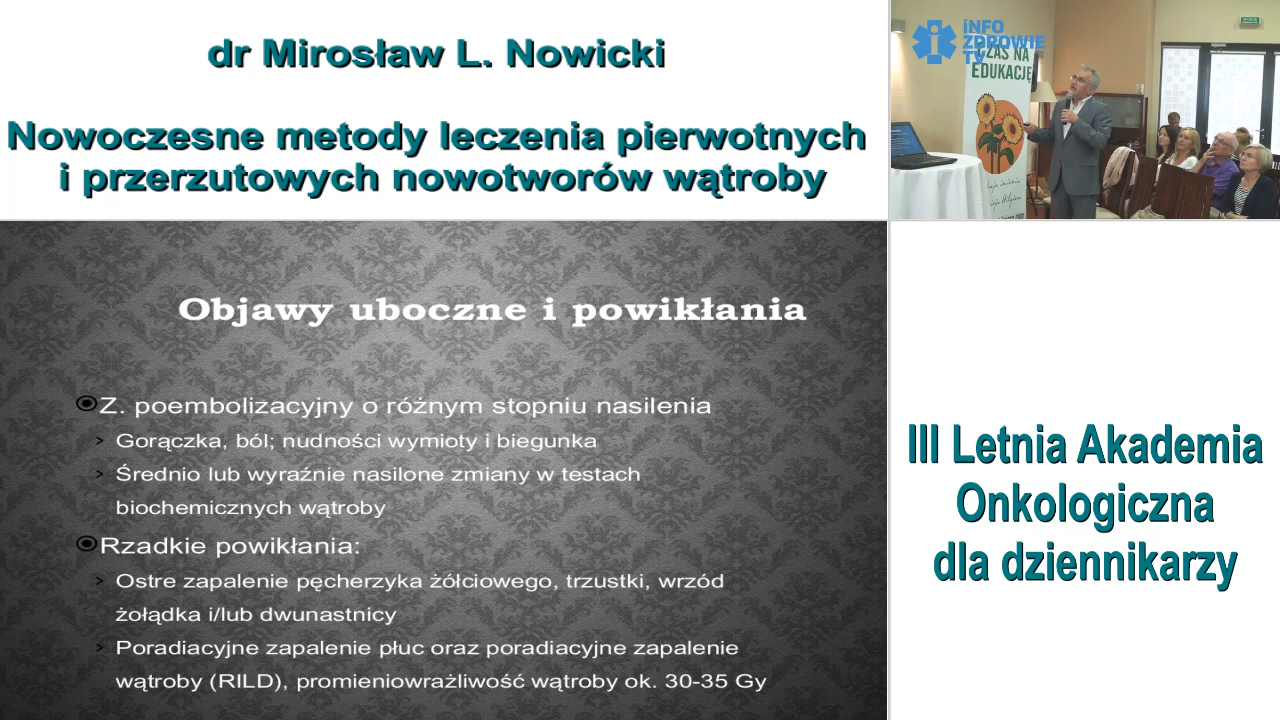 dr Mirosław L. Nowicki
Nowoczesne metody leczenia pierwotnych
i przerzutowych nowotworów wątroby
iNFO
ZDROWIE
TV
CZAS NA
EDUKACJĘ
Objawy uboczne i powikłania
Z. poembolizacyjny o różnym stopniu nasilenia
Gorączka, ból; nudności wymioty i biegunka
Średnio lub wyraźnie nasilone zmiany w testach
biochemicznych wątroby
Rzadkie powikłania:
Ostre zapalenie pęcherzyka żółciowego, trzustki, wrzód
żołądka i/lub dwunastnicy
Poradiacyjne zapalenie płuc oraz poradiacyjne zapalenie
wątroby (RILD), promieniowrażliwość wątroby ok. 30-35 Gy
III Letnia Akademia
Onkologiczna
dla dziennikarzy